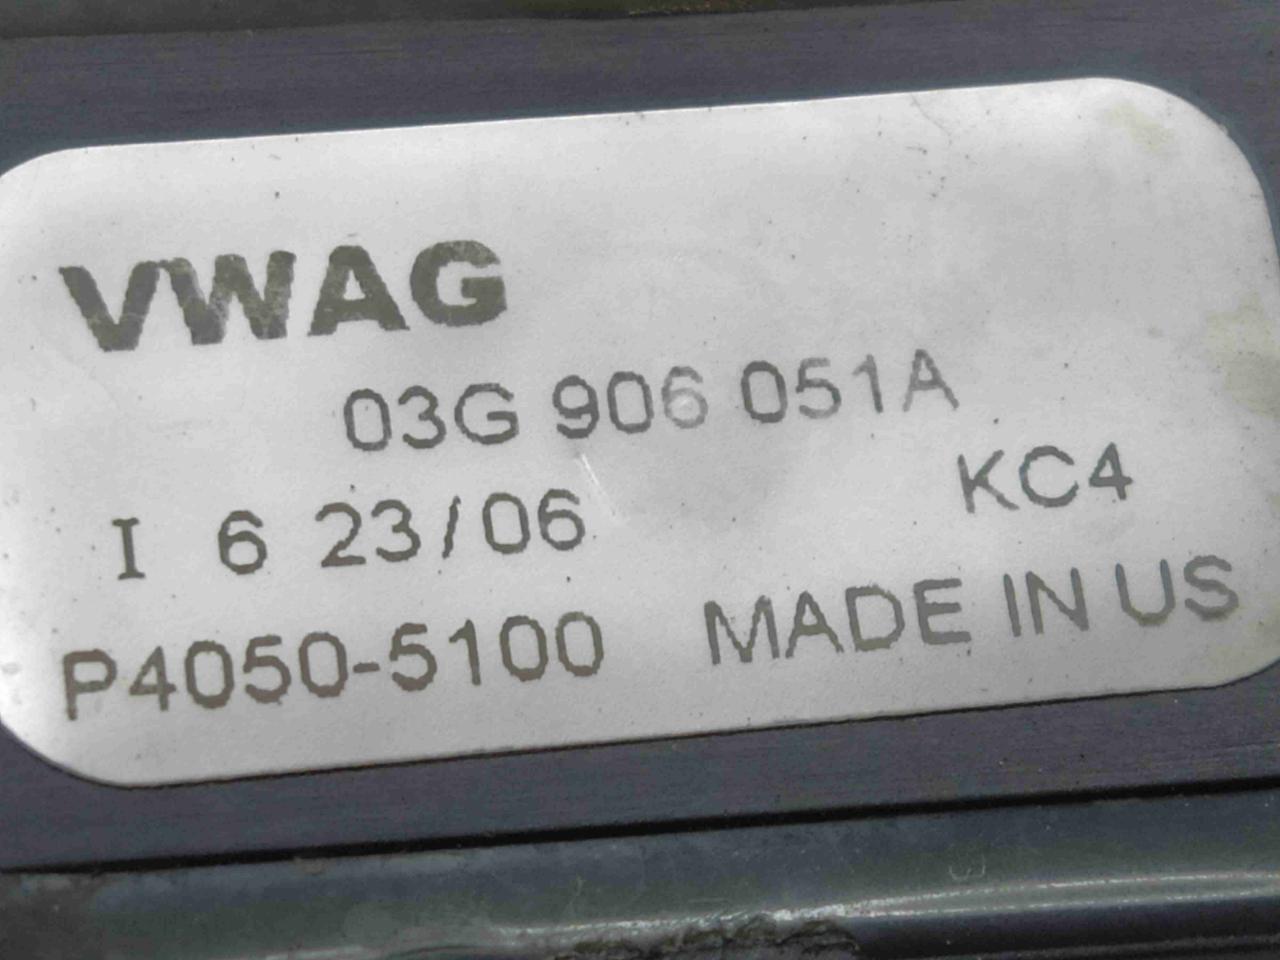 VWAG
03G 906 051A
I 6 23/06 KC4
P4050-5100 MADE IN US